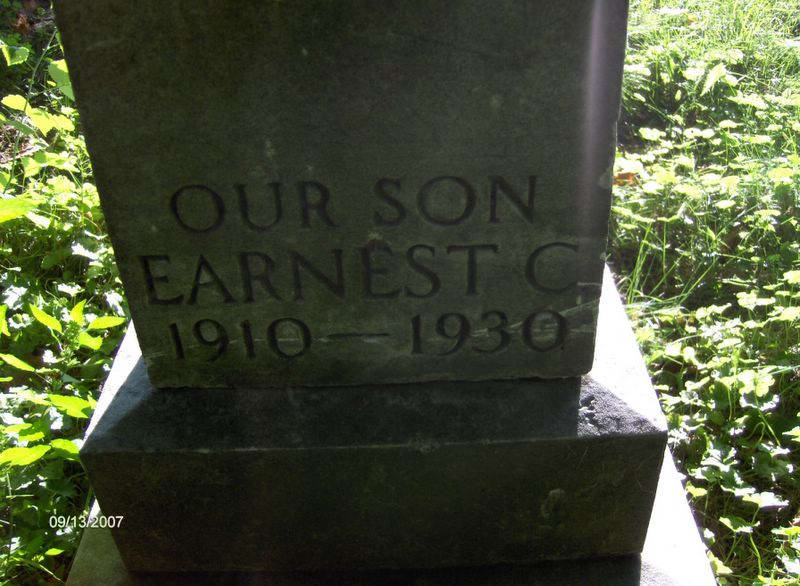 OUR SON
EARNEST C
1910 — 1930
09/13/2007